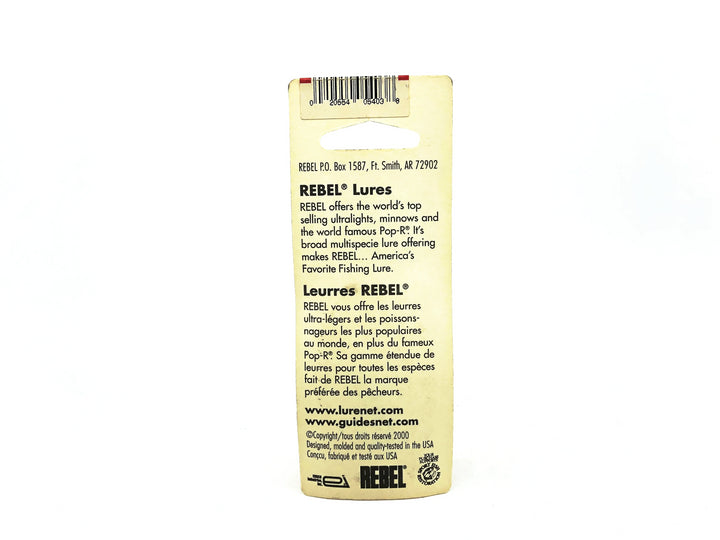 0 20554 05403 8
REBEL P.O. Box 1587, Ft. Smith, AR 72902
REBEL® Lures
REBEL offers the world's top
selling ultralights, minnows and
the world famous Pop-R®. It's
broad multispecie lure offering
makes REBEL... America's
Favorite Fishing Lure.
Leurres REBEL®
REBEL vous offre les leurres
ultra-légers et les poissons-
nageurs les plus populaires
au monde, en plus du fameux
Pop-R®. Sa gamme étendue de
leurres pour toutes les espèces
fait de REBEL la marque
préférée des pêcheurs.
www.lurenet.com
www.guidesnet.com
©Copyright/tous droits réservé 2000
Designed, molded and quality-tested in the USA
Conçu, fabriqué et testé aux USA
REBEL®
SPORT FISH
RESTORATION